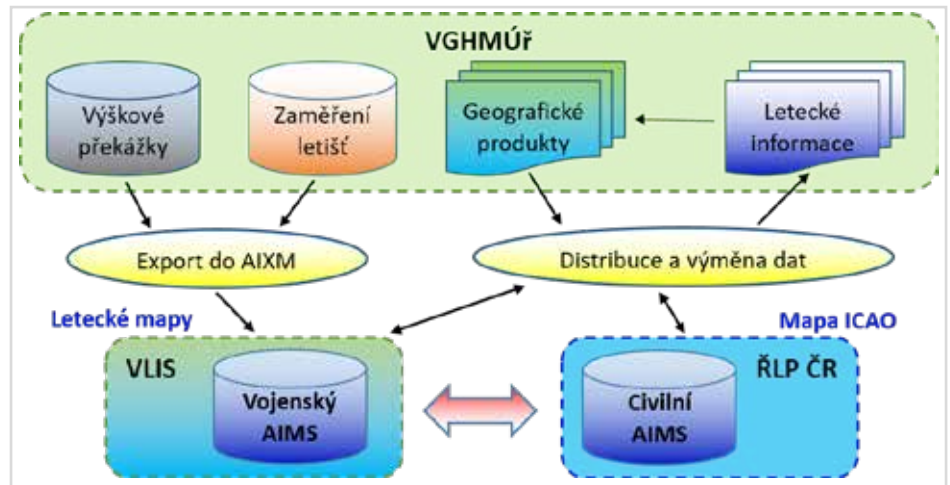 VGHMÚř
Výškové
překážky
Zaměření
letišť
Geografické
produkty
Letecké
informace
Export do AIXM
Distribuce a výměna dat
Letecké mapy
Mapa ICAO
VLIS
Vojenský
AIMS
Civilní
AIMS
ŘLP ČR